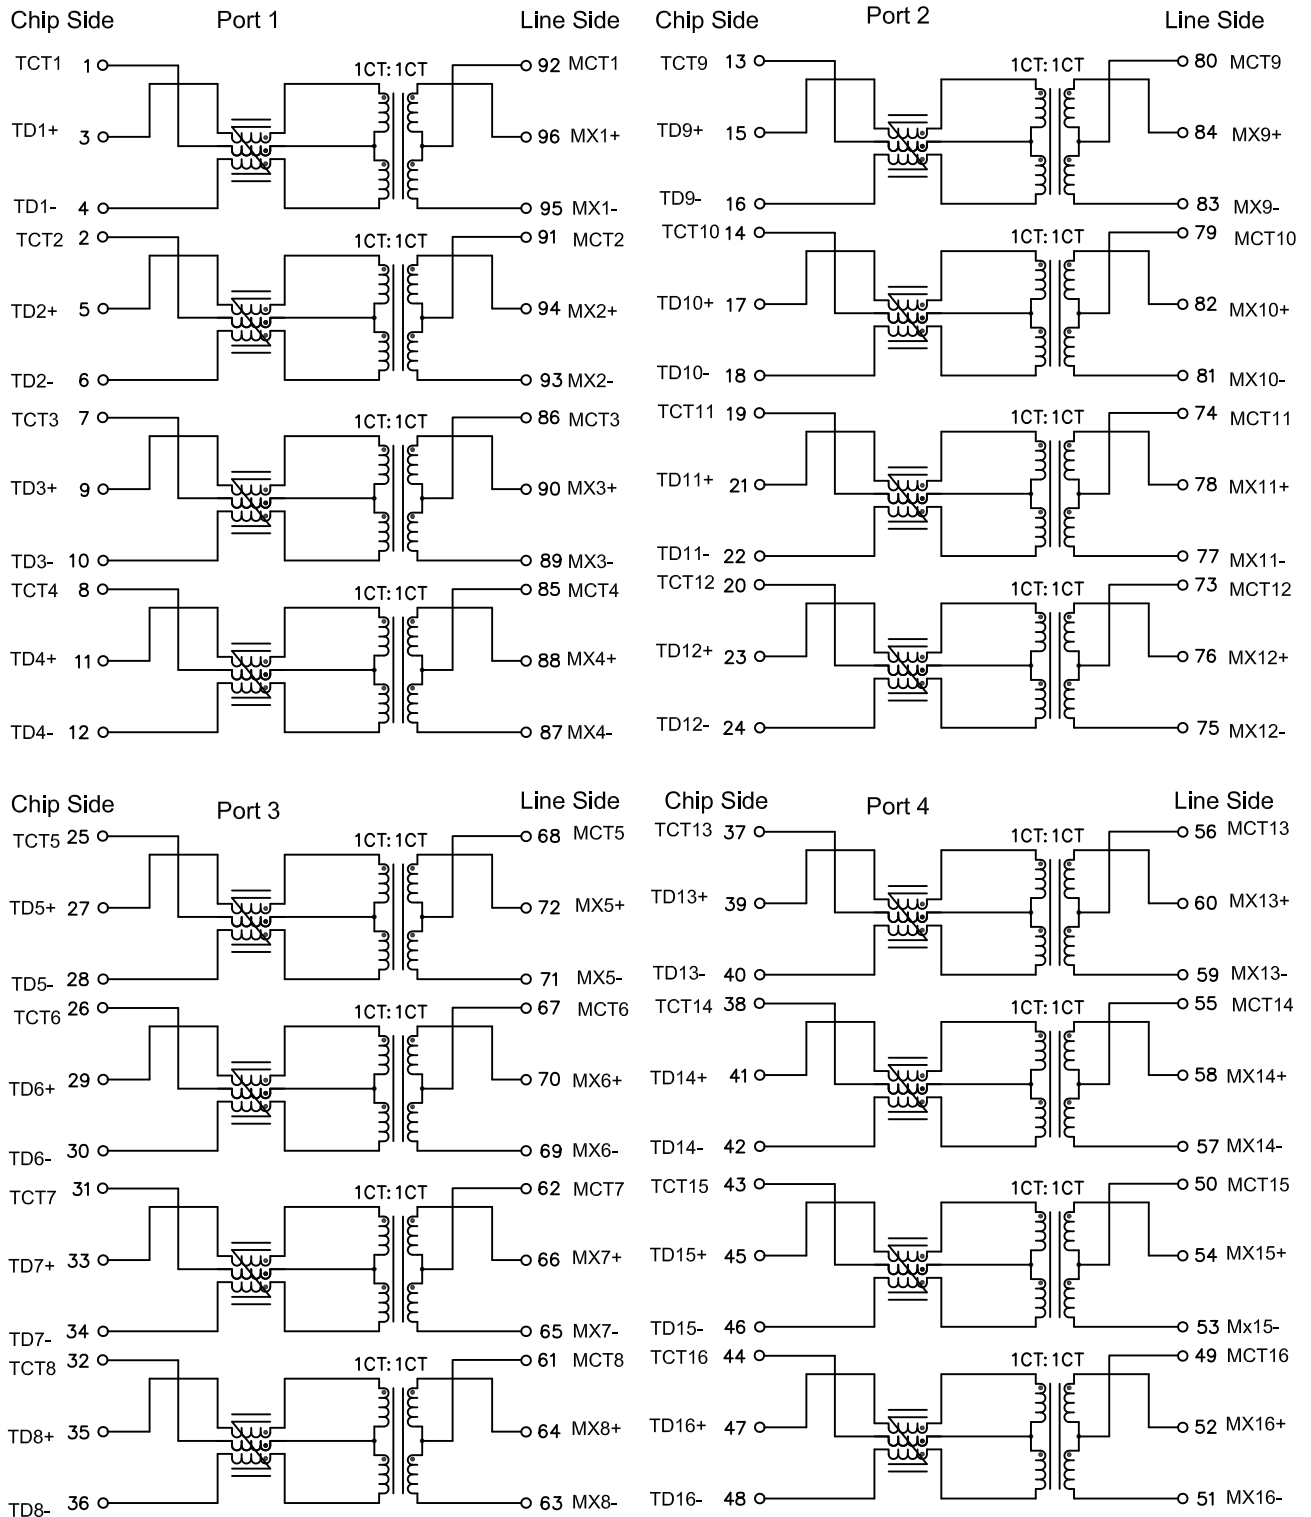 Chip Side Port 1 Line Side
TCT1 1 1CT:1CT 92 MCT1
TD1+ 3 96 MX1+
TD1- 4 95 MX1-
TCT2 2 1CT:1CT 91 MCT2
TD2+ 5 94 MX2+
TD2- 6 93 MX2-
TCT3 7 1CT:1CT 86 MCT3
TD3+ 9 90 MX3+
TD3- 10 89 MX3-
TCT4 8 1CT:1CT 85 MCT4
TD4+ 11 88 MX4+
TD4- 12 87 MX4-
Chip Side Port 2 Line Side
TCT9 13 1CT:1CT 80 MCT9
TD9+ 15 84 MX9+
TD9- 16 83 MX9-
TCT10 14 1CT:1CT 79 MCT10
TD10+ 17 82 MX10+
TD10- 18 81 MX10-
TCT11 19 1CT:1CT 74 MCT11
TD11+ 21 78 MX11+
TD11- 22 77 MX11-
TCT12 20 1CT:1CT 73 MCT12
TD12+ 23 76 MX12+
TD12- 24 75 MX12-
Chip Side Port 3 Line Side
TCT5 25 1CT:1CT 68 MCT5
TD5+ 27 72 MX5+
TD5- 28 71 MX5-
TCT6 26 1CT:1CT 67 MCT6
TD6+ 29 70 MX6+
TD6- 30 69 MX6-
TCT7 31 1CT:1CT 62 MCT7
TD7+ 33 66 MX7+
TD7- 34 65 MX7-
TCT8 32 1CT:1CT 61 MCT8
TD8+ 35 64 MX8+
TD8- 36 63 MX8-
Chip Side Port 4 Line Side
TCT13 37 1CT:1CT 56 MCT13
TD13+ 39 60 MX13+
TD13- 40 59 MX13-
TCT14 38 1CT:1CT 55 MCT14
TD14+ 41 58 MX14+
TD14- 42 57 MX14-
TCT15 43 1CT:1CT 50 MCT15
TD15+ 45 54 MX15+
TD15- 46 53 Mx15-
TCT16 44 1CT:1CT 49 MCT16
TD16+ 47 52 MX16+
TD16- 48 51 MX16-